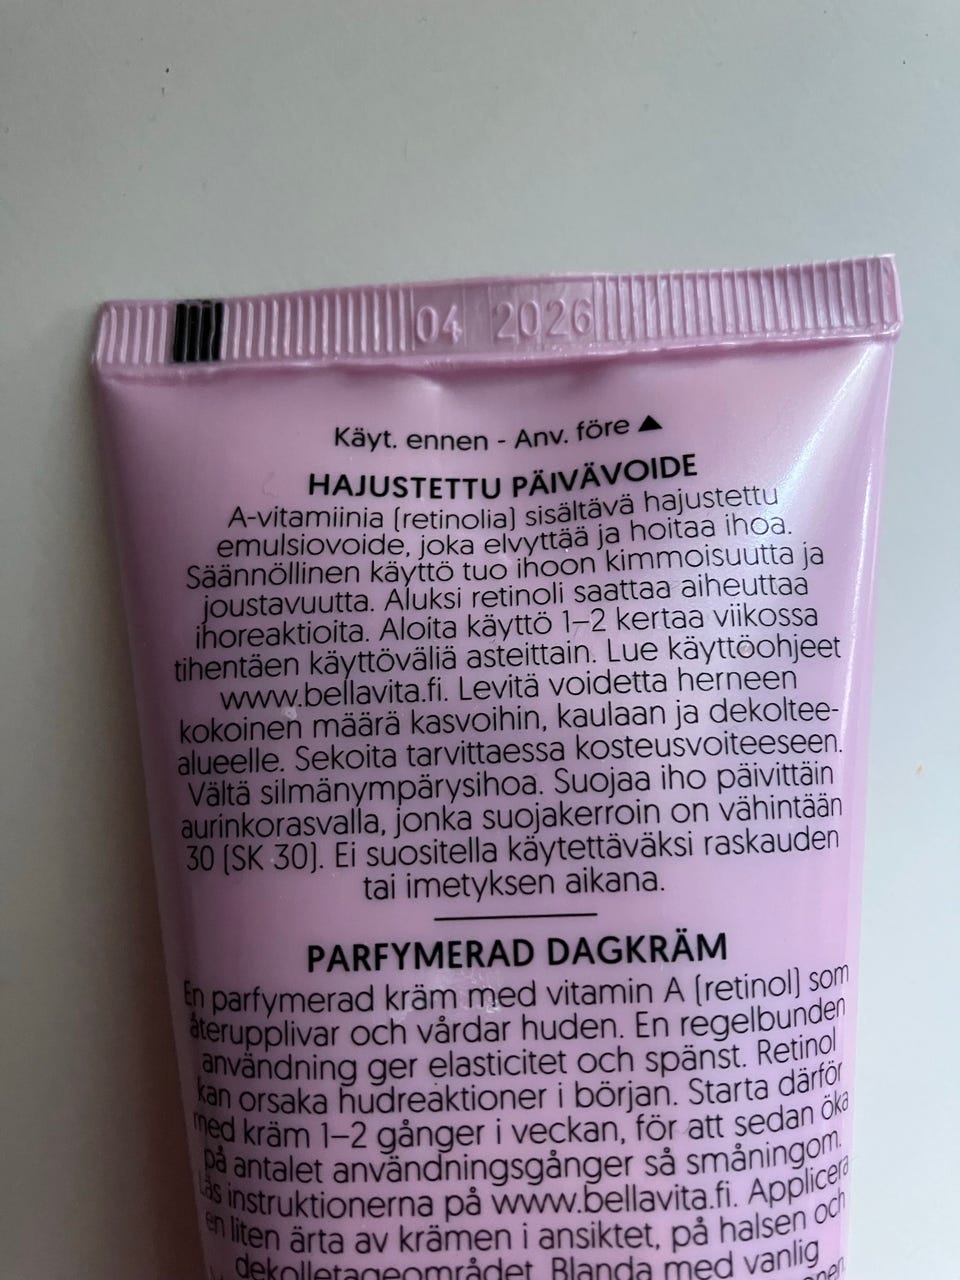 04 2026
Käyt. ennen - Anv. före ▲
HAJUSTETTU PÄIVÄVOIDE
A-vitamiinia (retinolia) sisältävä hajustettu
emulsiovoide, joka elvyttää ja hoitaa ihoa.
Säännöllinen käyttö tuo ihoon kimmoisuutta ja
joustavuutta. Aluksi retinoli saattaa aiheuttaa
ihoreaktioita. Aloita käyttö 1–2 kertaa viikossa
tihentäen käyttöväliä asteittain. Lue käyttöohjeet
www.bellavita.fi. Levitä voidetta herneen
kokoinen määrä kasvoihin, kaulaan ja dekoltee-
alueelle. Sekoita tarvittaessa kosteusvoiteeseen.
Vältä silmänympärysihoa. Suojaa iho päivittäin
aurinkorasvalla, jonka suojakerroin on vähintään
30 (SK 30). Ei suositella käytettäväksi raskauden
tai imetyksen aikana.
PARFYMERAD DAGKRÄM
En parfymerad kräm med vitamin A (retinol) som
återupplivar och vårdar huden. En regelbunden
användning ger elasticitet och spänst. Retinol
kan orsaka hudreaktioner i början. Starta därför
med kräm 1–2 gånger i veckan, för att sedan öka
på antalet användningsgånger så småningom.
Läs instruktionerna på www.bellavita.fi. Applicera
en liten ärta av krämen i ansiktet, på halsen och
dekolletageområdet. Blanda med vanlig